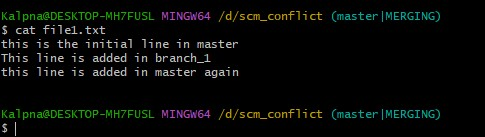 Kalpna@DESKTOP-MH7FUSL MINGW64 /d/scm_conflict (master|MERGING)
$ cat file1.txt
this is the initial line in master
This line is added in branch_1
this line is added in master again
Kalpna@DESKTOP-MH7FUSL MINGW64 /d/scm_conflict (master|MERGING)
$